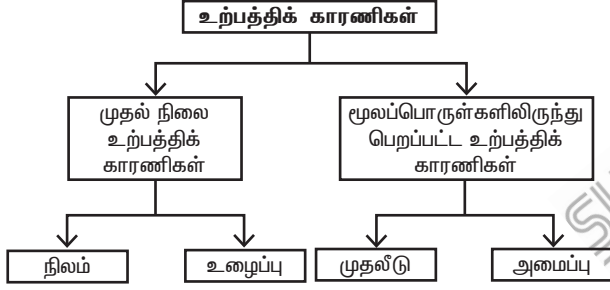 உற்பத்திக் காரணிகள்
முதல் நிலை
உற்பத்திக்
காரணிகள்
மூலப்பொருள்களிலிருந்து
பெறப்பட்ட உற்பத்திக்
காரணிகள்
நிலம்
உழைப்பு
முதலீடு
அமைப்பு